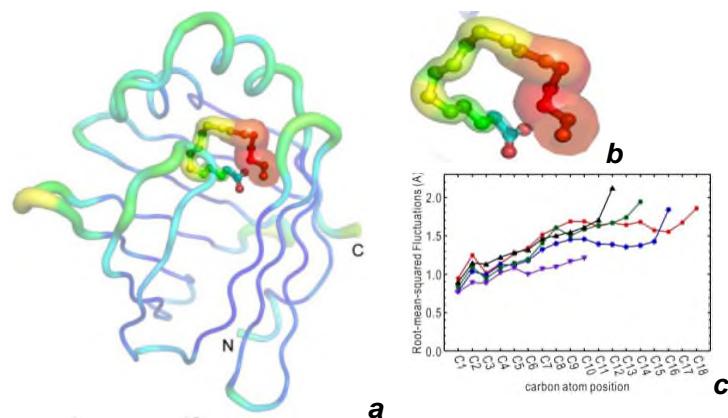 C
N
a
b
Root-mean-squared Fluctuations (A)
2.0
1.5
1.0
0.5
0.0
C1 C2 C3 C4 C5 C6 C7 C8 C9 C10 C11 C12 C13 C14 C15 C16 C17 C18
carbon atom position
c